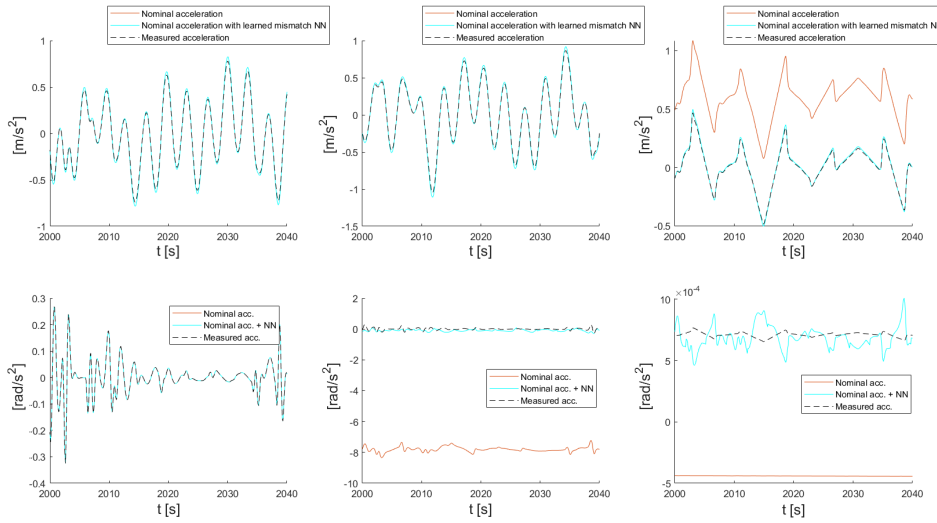 Nominal acceleration
Nominal acceleration with learned mismatch NN
Measured acceleration
1
0.5
0
-0.5
-1
[m/s²]
2000 2010 2020 2030 2040
t [s]
Nominal acceleration
Nominal acceleration with learned mismatch NN
Measured acceleration
1
0.5
0
-0.5
-1
-1.5
[m/s²]
2000 2010 2020 2030 2040
t [s]
Nominal acceleration
Nominal acceleration with learned mismatch NN
Measured acceleration
1
0.5
0
-0.5
[m/s²]
2000 2010 2020 2030 2040
t [s]
0.3
0.2
0.1
0
-0.1
-0.2
-0.3
-0.4
[rad/s²]
Nominal acc.
Nominal acc. + NN
Measured acc.
2000 2010 2020 2030 2040
t [s]
2
0
-2
-4
-6
-8
-10
[rad/s²]
Nominal acc.
Nominal acc. + NN
Measured acc.
2000 2010 2020 2030 2040
t [s]
×10⁻⁴
10
5
0
-5
[rad/s²]
Nominal acc.
Nominal acc. + NN
Measured acc.
2000 2010 2020 2030 2040
t [s]